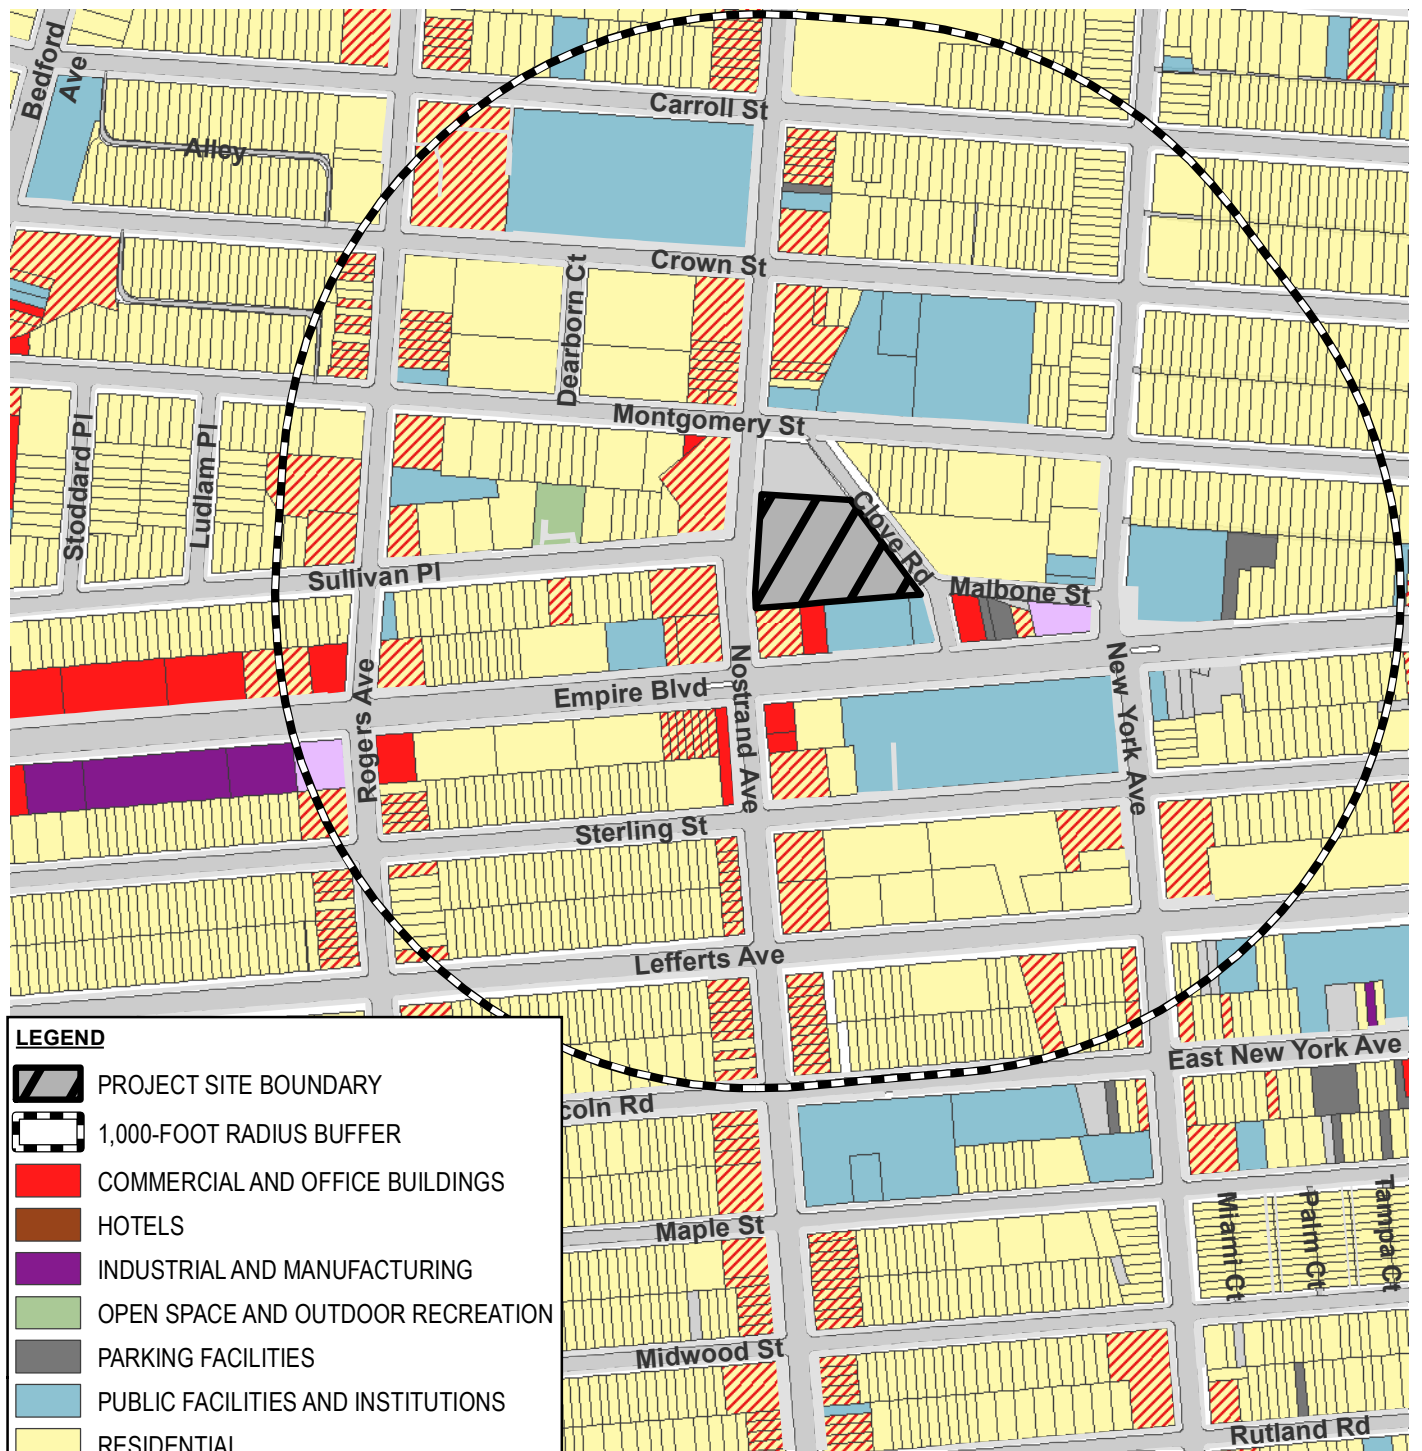 Bedford
Ave
Carroll St
Alley
Crown St
Dearborn Ct
Montgomery St
Stoddard Pl
Ludlam Pl
Clove Rd
Sullivan Pl
Malbone St
Nostrand Ave
New York Ave
Empire Blvd
Rogers Ave
Sterling St
Lefferts Ave
East New York Ave
coln Rd
Maple St
Miami Ct
Palm Ct
Tampa Ct
Midwood St
Rutland Rd
LEGEND
PROJECT SITE BOUNDARY
1,000-FOOT RADIUS BUFFER
COMMERCIAL AND OFFICE BUILDINGS
HOTELS
INDUSTRIAL AND MANUFACTURING
OPEN SPACE AND OUTDOOR RECREATION
PARKING FACILITIES
PUBLIC FACILITIES AND INSTITUTIONS
RESIDENTIAL